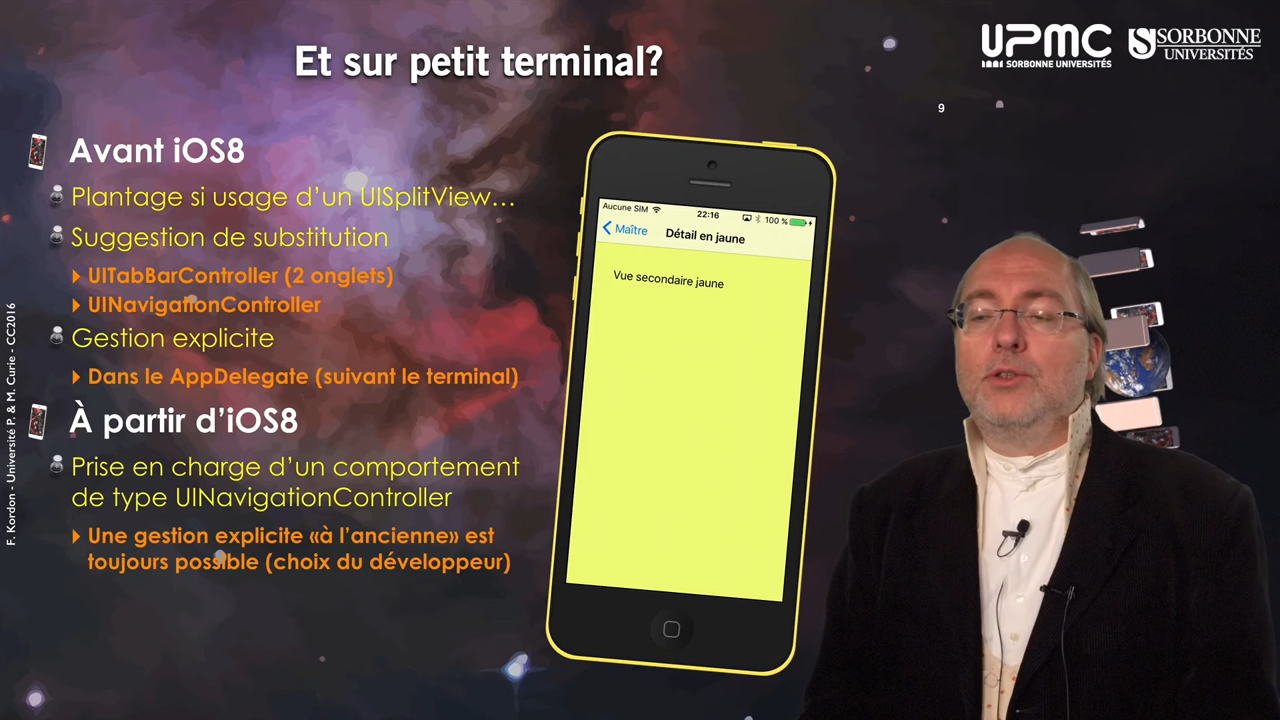 Et sur petit terminal?
UPMC
SORBONNE UNIVERSITÉS
SORBONNE
UNIVERSITÉS
9
Avant iOS8
Plantage si usage d’un UISplitView…
Suggestion de substitution
UITabBarController (2 onglets)
UINavigationController
Gestion explicite
Dans le AppDelegate (suivant le terminal)
À partir d’iOS8
Prise en charge d’un comportement
de type UINavigationController
Une gestion explicite «à l’ancienne» est
toujours possible (choix du développeur)
Aucune SIM 22:16 100 %
Maître Détail en jaune
Vue secondaire jaune
F. Kordon - Université P. & M. Curie - CC2016